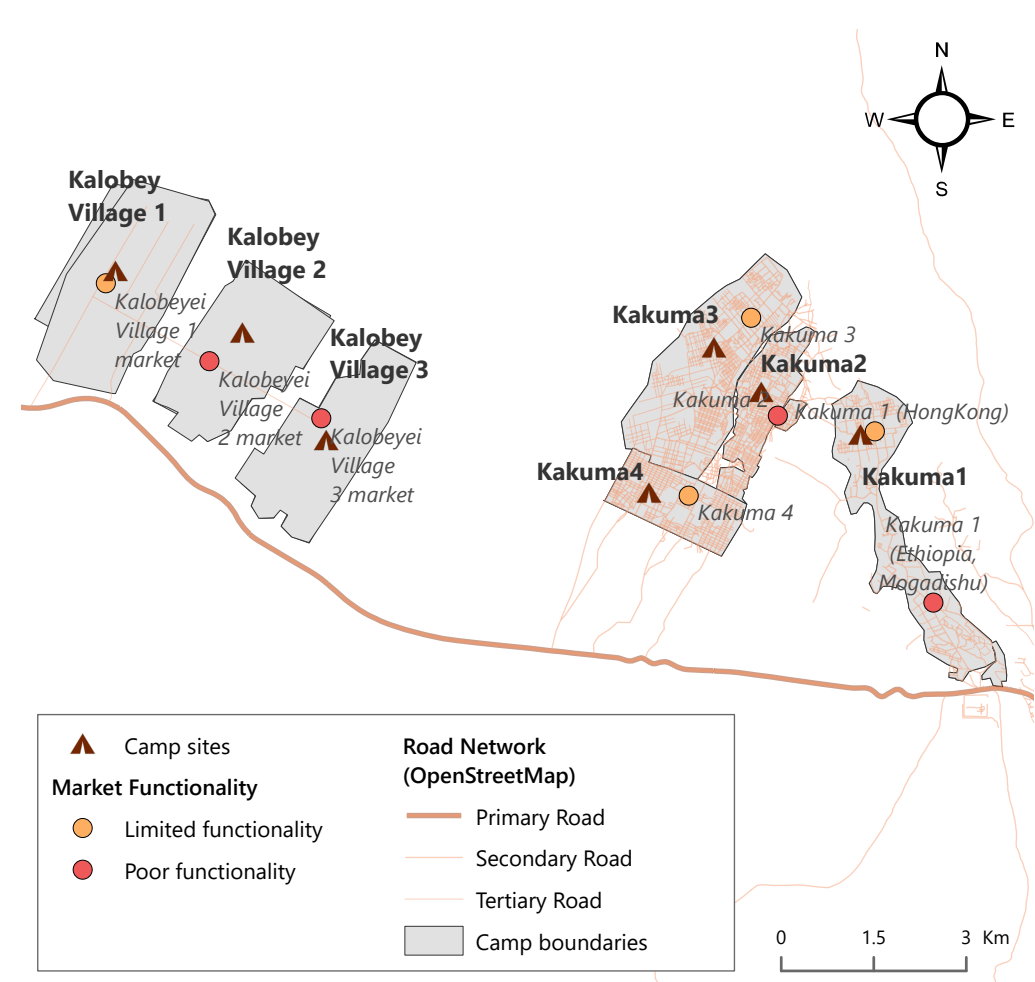 N
W
E
S
Kalobey
Village 1
Kalobey
Village 2
Kalobeyei
Village 1
market
Kalobey
Village 3
Kalobeyei
Village
2 market
Kalobeyei
Village
3 market
Kakuma3
Kakuma 3
Kakuma2
Kakuma 2
Kakuma 1 (HongKong)
Kakuma4
Kakuma1
Kakuma 4
Kakuma 1
(Ethiopia,
Mogadishu)
Camp sites
Market Functionality
Limited functionality
Poor functionality
Road Network
(OpenStreetMap)
Primary Road
Secondary Road
Tertiary Road
Camp boundaries
0 1.5 3 Km